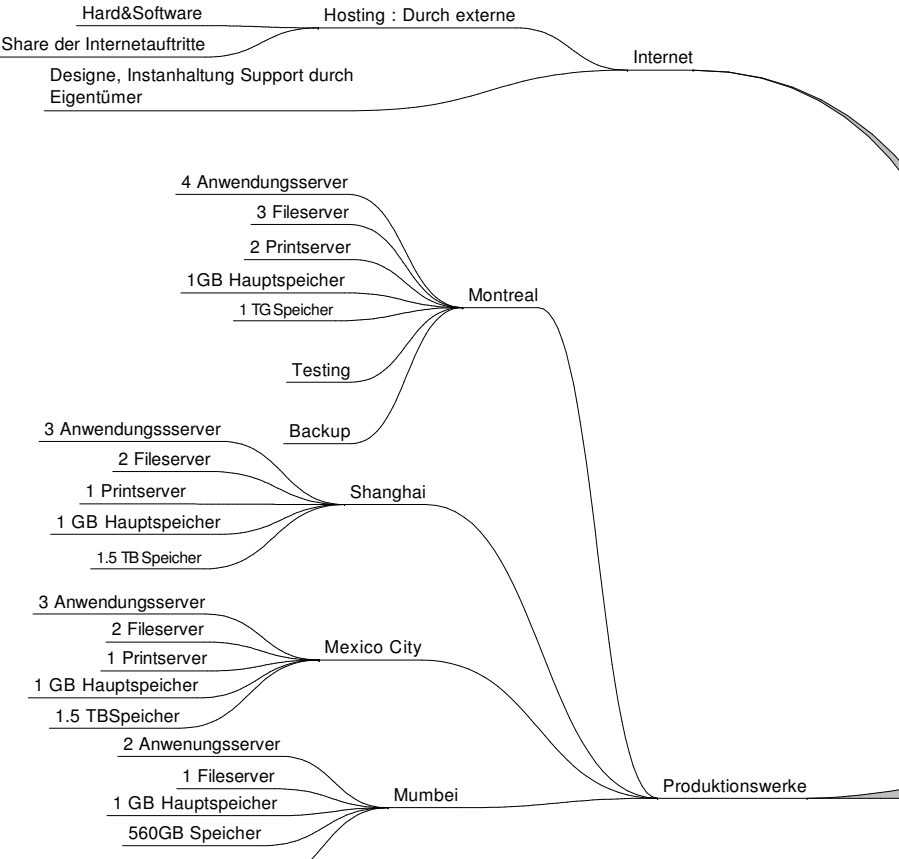 Hard&Software
Hosting : Durch externe
Share der Internetauftritte
Internet
Designe, Instanhaltung Support durch
Eigentümer
4 Anwendungsserver
3 Fileserver
2 Printserver
1GB Hauptspeicher
Montreal
1 TG Speicher
Testing
Backup
3 Anwendungssserver
2 Fileserver
1 Printserver
Shanghai
1 GB Hauptspeicher
1.5 TB Speicher
3 Anwendungsserver
2 Fileserver
Mexico City
1 Printserver
1 GB Hauptspeicher
1.5 TBSpeicher
2 Anwenungsserver
1 Fileserver
Produktionswerke
Mumbei
1 GB Hauptspeicher
560GB Speicher